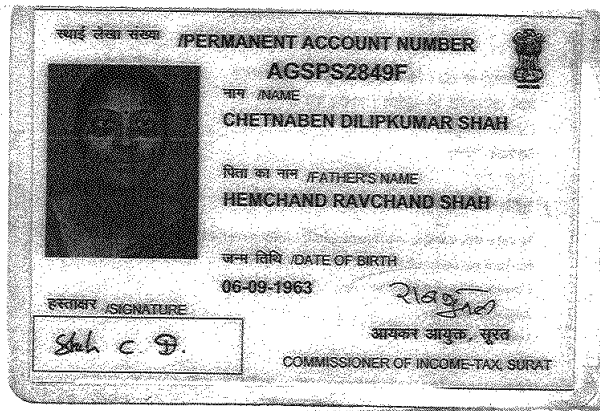 स्थाई लेखा संख्या /PERMANENT ACCOUNT NUMBER
AGSPS2849F
नाम /NAME
CHETNABEN DILIPKUMAR SHAH
पिता का नाम /FATHER'S NAME
HEMCHAND RAVCHAND SHAH
जन्म तिथि /DATE OF BIRTH
06-09-1963
हस्ताक्षर /SIGNATURE
Shah C D.
आयकर आयुक्त, सूरत
COMMISSIONER OF INCOME-TAX, SURAT